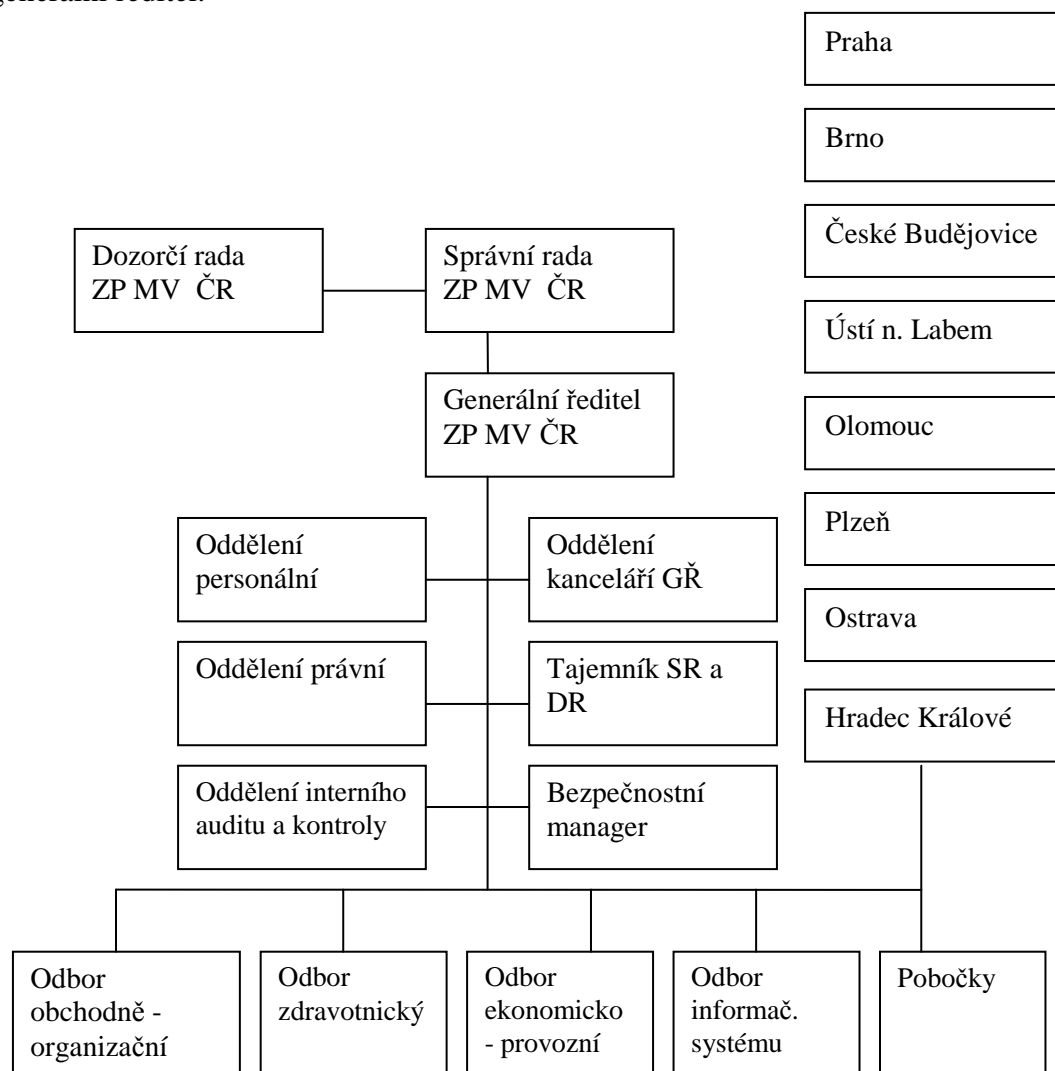 generální ředitel.
Praha
Brno
České Budějovice
Ústí n. Labem
Olomouc
Plzeň
Ostrava
Hradec Králové
Dozorčí rada
ZP MV  ČR
Správní rada
ZP MV  ČR
Generální ředitel
ZP MV ČR
Oddělení
personální
Oddělení
kanceláří GŘ
Oddělení právní
Tajemník SR a
DR
Oddělení interního
auditu a kontroly
Bezpečnostní
manager
Odbor
obchodně -
organizační
Odbor
zdravotnický
Odbor
ekonomicko
- provozní
Odbor
informač.
systému
Pobočky